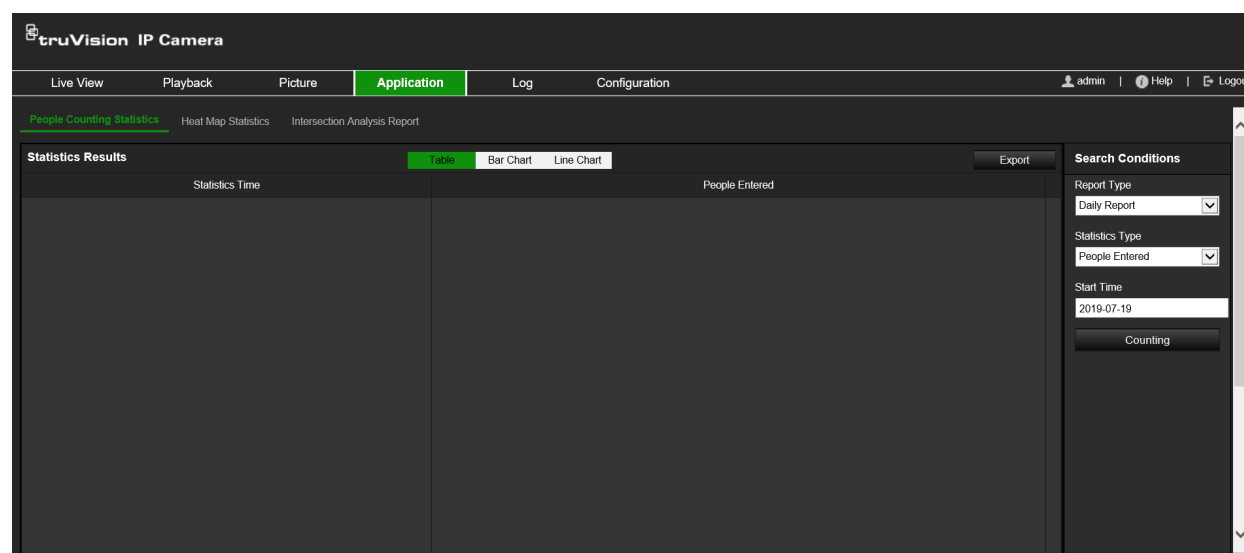 truVision IP Camera
Live View Playback Picture Application Log Configuration admin | Help | Logou
People Counting Statistics Heat Map Statistics Intersection Analysis Report
Statistics Results Table Bar Chart Line Chart Export Search Conditions
Statistics Time People Entered Report Type
Daily Report
Statistics Type
People Entered
Start Time
2019-07-19
Counting